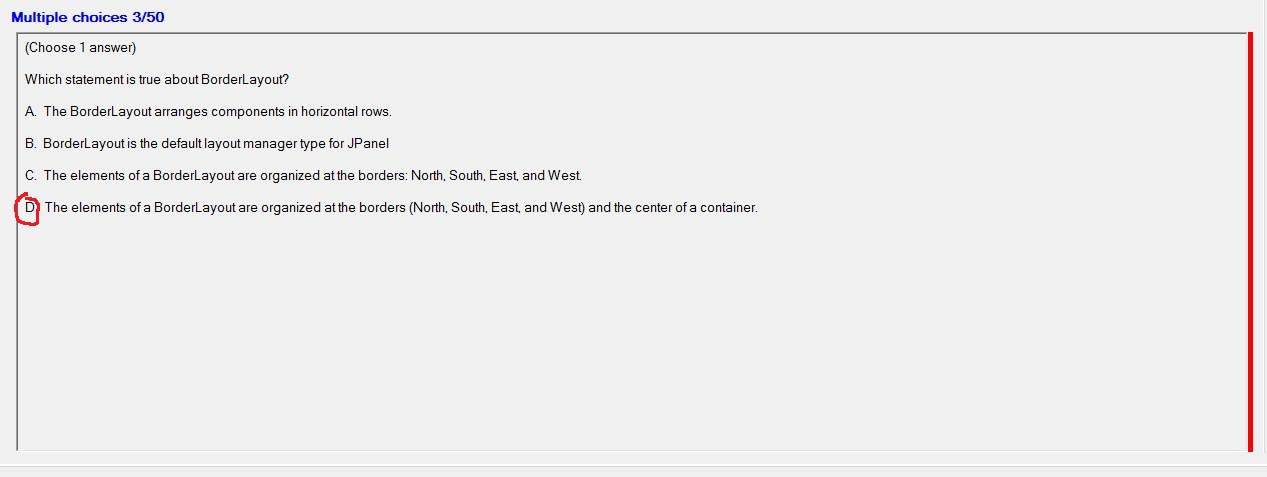 Multiple choices 3/50
(Choose 1 answer)
Which statement is true about BorderLayout?
A. The BorderLayout arranges components in horizontal rows.
B. BorderLayout is the default layout manager type for JPanel
C. The elements of a BorderLayout are organized at the borders: North, South, East, and West.
D. The elements of a BorderLayout are organized at the borders (North, South, East, and West) and the center of a container.